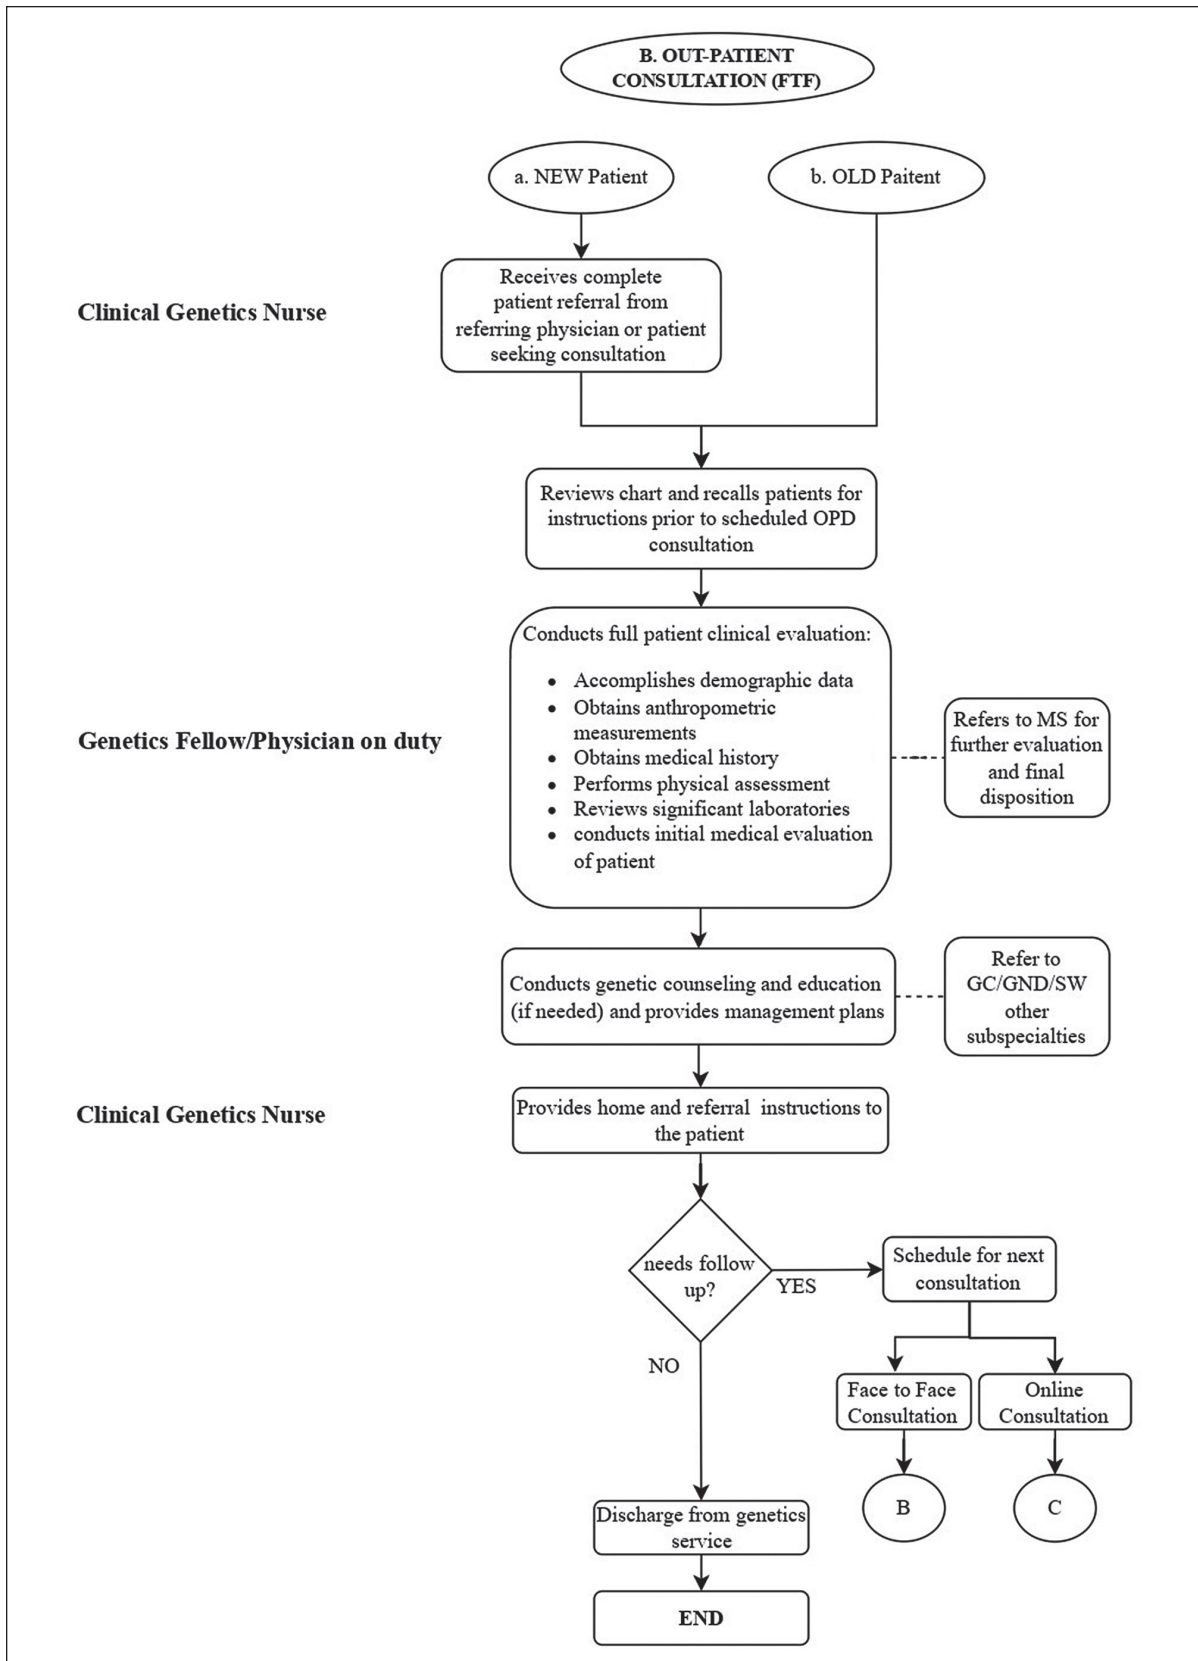 B. OUT-PATIENT
CONSULTATION (FTF)
a. NEW Patient
b. OLD Paitent
Clinical Genetics Nurse
Receives complete
patient referral from
referring physician or patient
seeking consultation
Reviews chart and recalls patients for
instructions prior to scheduled OPD
consultation
Genetics Fellow/Physician on duty
Conducts full patient clinical evaluation:
• Accomplishes demographic data
• Obtains anthropometric
measurements
• Obtains medical history
• Performs physical assessment
• Reviews significant laboratories
• conducts initial medical evaluation
of patient
Refers to MS for
further evaluation
and final
disposition
Conducts genetic counseling and education
(if needed) and provides management plans
Refer to
GC/GND/SW
other
subspecialties
Clinical Genetics Nurse
Provides home and referral instructions to
the patient
needs follow
up?
YES
Schedule for next
consultation
NO
Face to Face
Consultation
Online
Consultation
B
C
Discharge from genetics
service
END